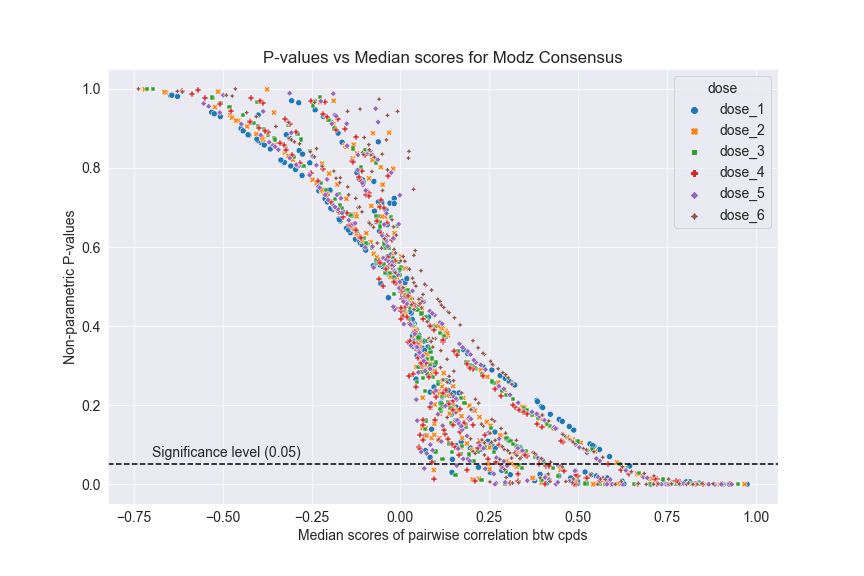 P-values vs Median scores for Modz Consensus
dose
dose_1
dose_2
dose_3
dose_4
dose_5
dose_6
1.0
0.8
0.6
0.4
0.2
0.0
Non-parametric P-values
Significance level (0.05)
−0.75
−0.50
−0.25
0.00
0.25
0.50
0.75
1.00
Median scores of pairwise correlation btw cpds